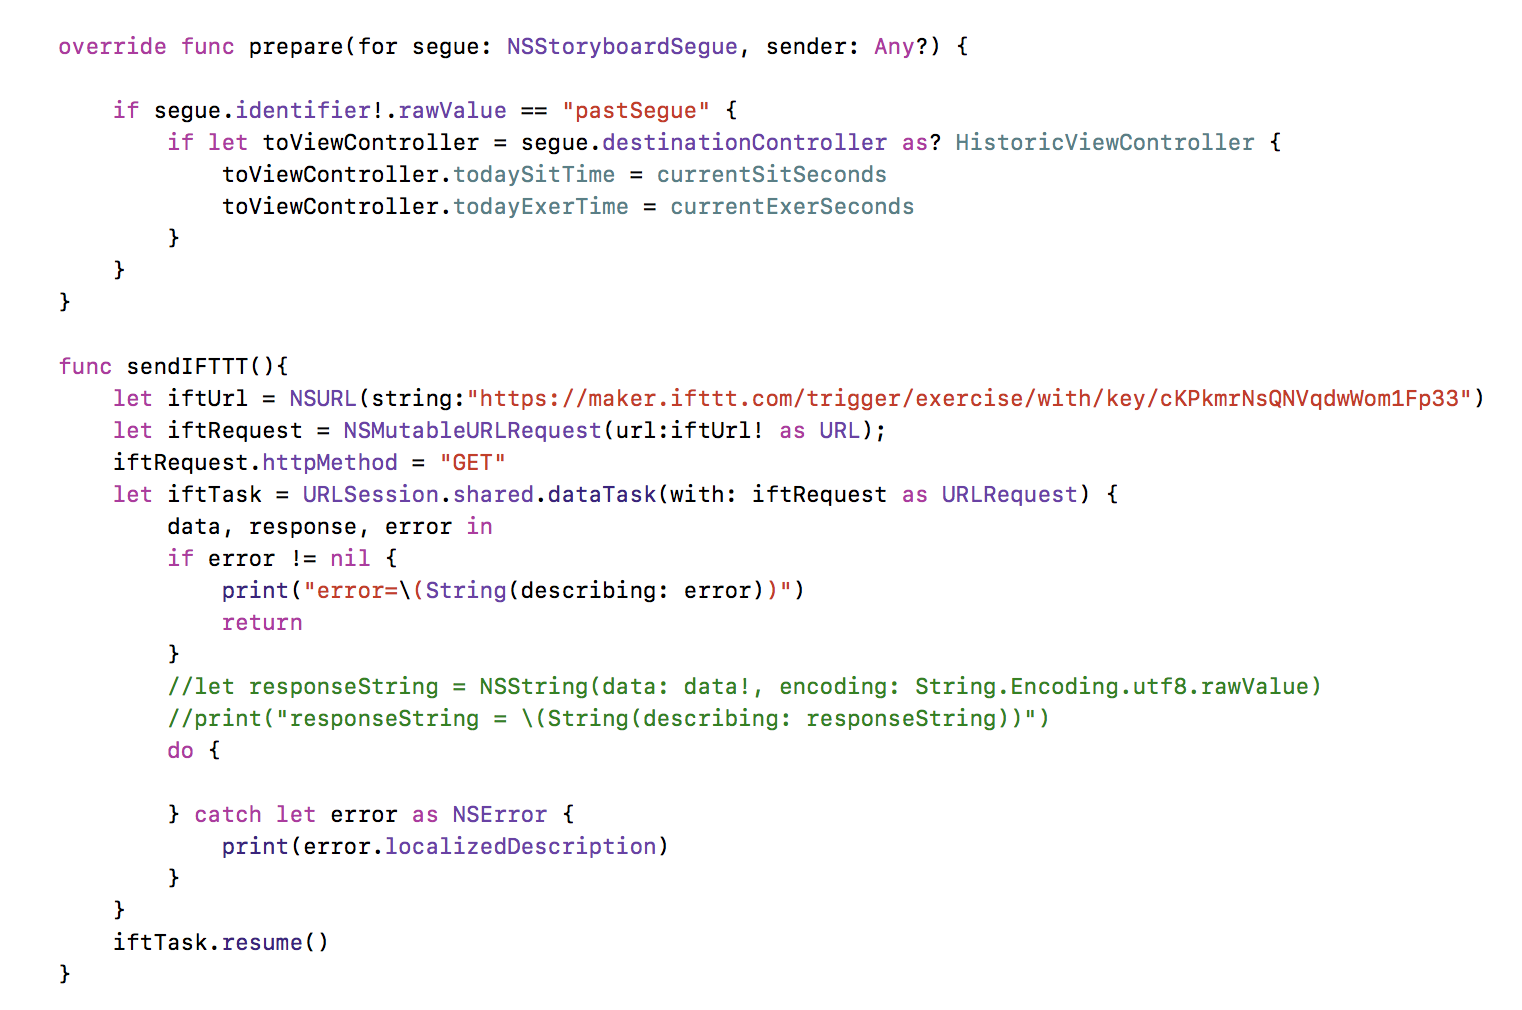 override func prepare(for segue: NSStoryboardSegue, sender: Any?) {
if segue.identifier!.rawValue == "pastSegue" {
if let toViewController = segue.destinationController as? HistoricViewController {
toViewController.todaySitTime = currentSitSeconds
toViewController.todayExerTime = currentExerSeconds
}
}
}
func sendIFTTT(){
let iftUrl = NSURL(string:"https://maker.ifttt.com/trigger/exercise/with/key/cKPkmrNsQNVqdwWom1Fp33")
let iftRequest = NSMutableURLRequest(url:iftUrl! as URL);
iftRequest.httpMethod = "GET"
let iftTask = URLSession.shared.dataTask(with: iftRequest as URLRequest) {
data, response, error in
if error != nil {
print("error=\(String(describing: error))")
return
}
//let responseString = NSString(data: data!, encoding: String.Encoding.utf8.rawValue)
//print("responseString = \(String(describing: responseString))")
do {
} catch let error as NSError {
print(error.localizedDescription)
}
}
iftTask.resume()
}